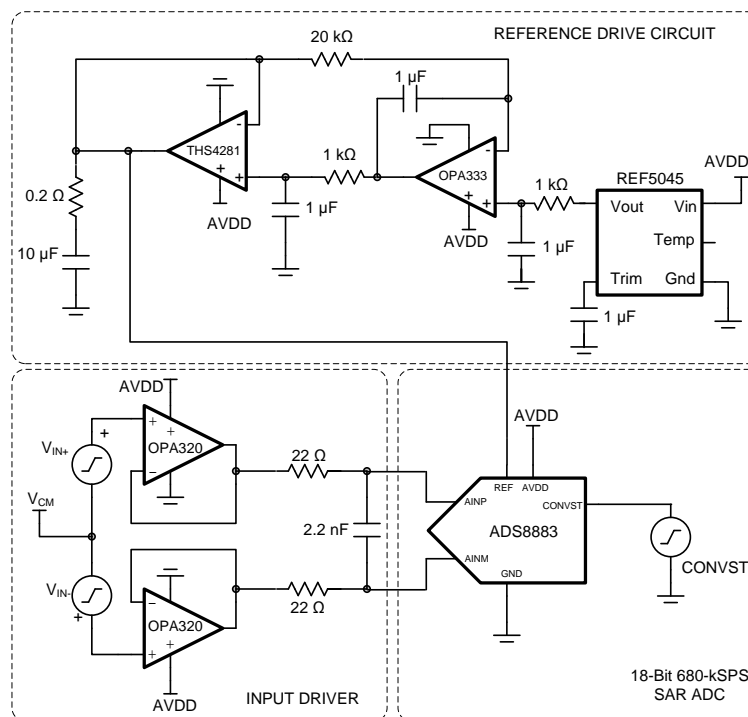 REFERENCE DRIVE CIRCUIT
20 kΩ
1 µF
THS4281
-
+
+
AVDD
1 kΩ
1 µF
OPA333
-
+
+
AVDD
1 kΩ
1 µF
REF5045
AVDD
Vout
Vin
Temp
Trim
Gnd
1 µF
0.2 Ω
10 µF
AVDD
VIN+
+
+
+
−
OPA320
22 Ω
VCM
2.2 nF
VIN-
+
−
+
+
OPA320
22 Ω
AVDD
INPUT DRIVER
AVDD
REF
AVDD
AINP
CONVST
ADS8883
AINM
GND
CONVST
18-Bit 680-kSPS
SAR ADC